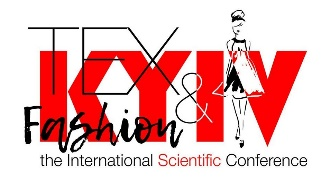 KYIV
TEX &
Fashion
the International Scientific Conference